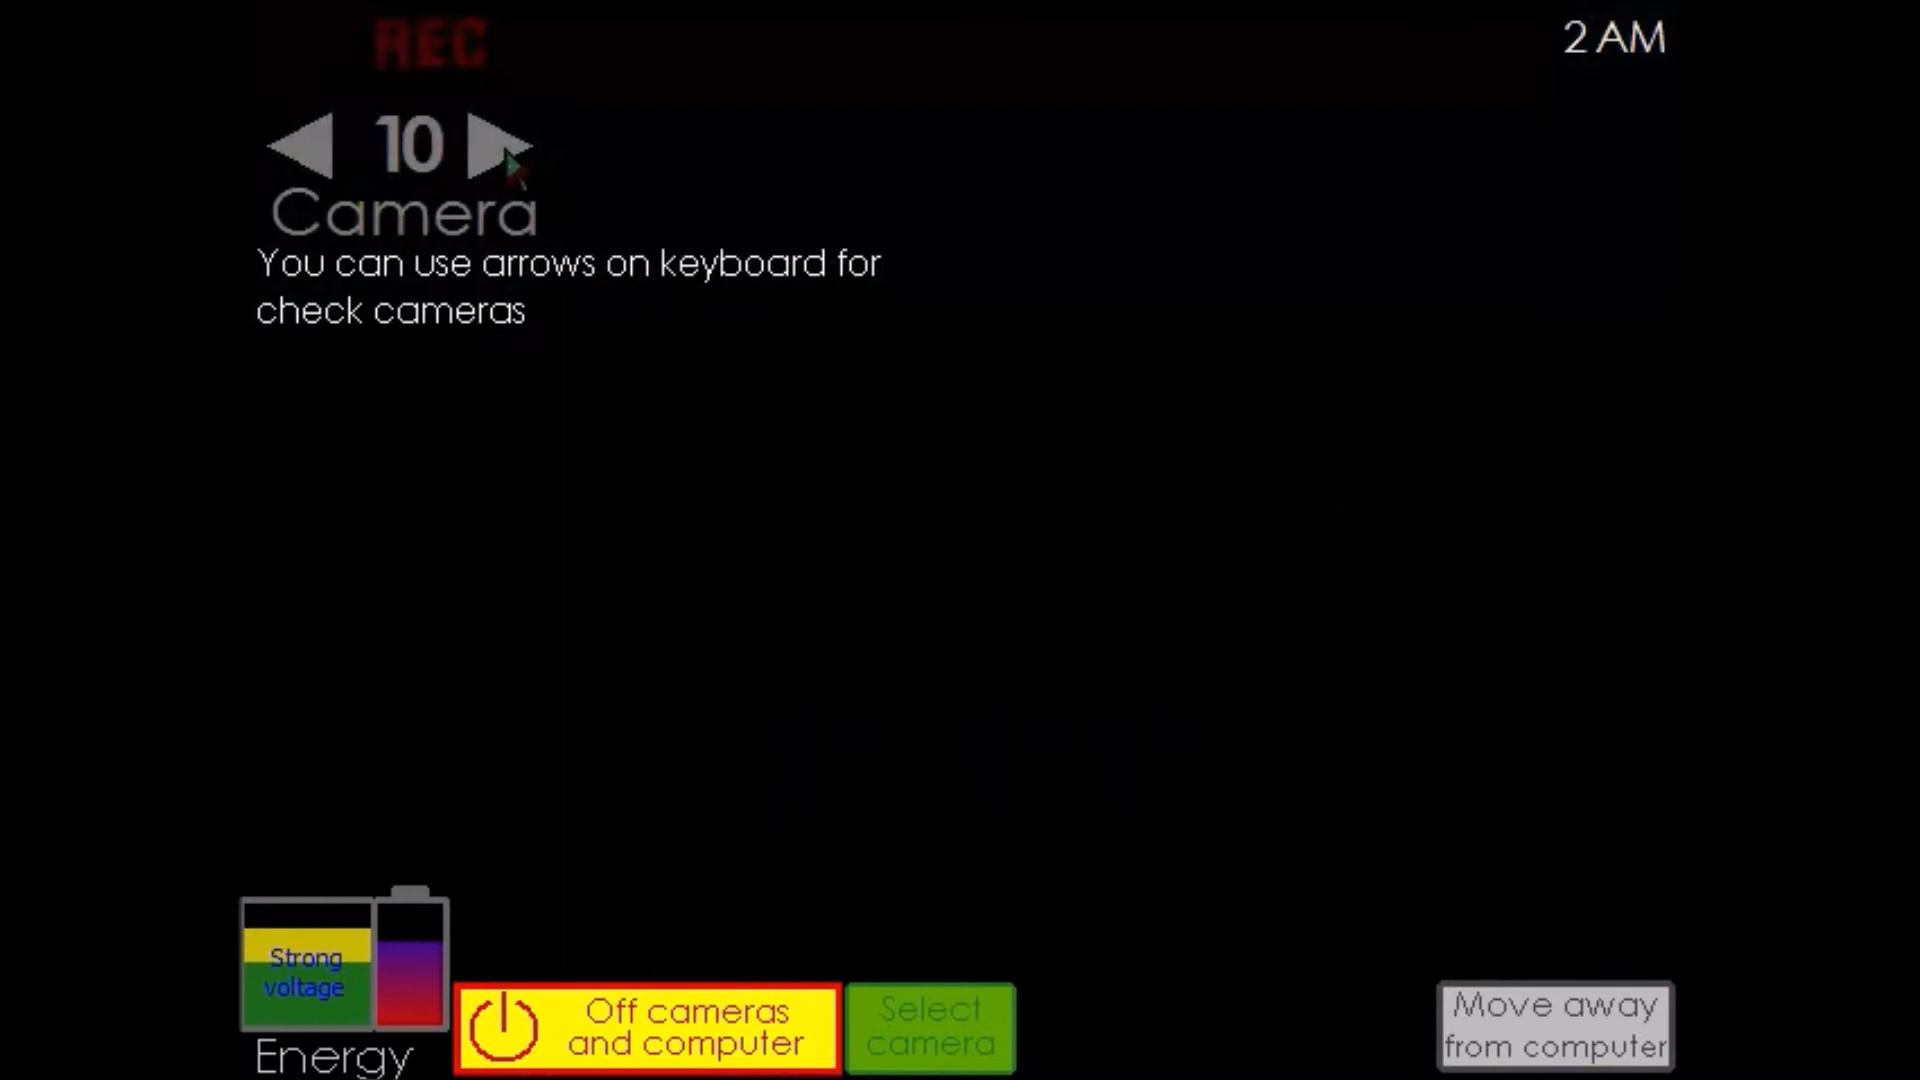 REC
2 AM
10
Camera
You can use arrows on keyboard for
check cameras
Strong
voltage
Energy
Off cameras
and computer
Select
camera
Move away
from computer